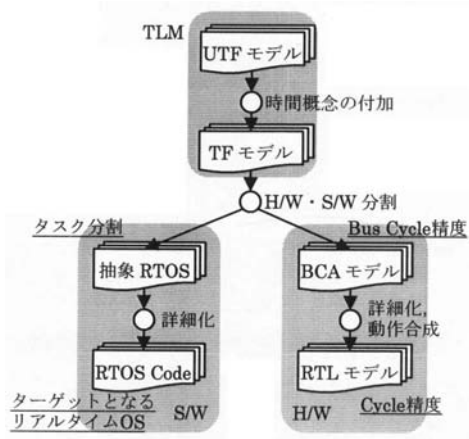 TLM
UTF モデル
時間概念の付加
TF モデル
H/W・S/W 分割
タスク分割
Bus Cycle精度
抽象 RTOS
BCA モデル
詳細化
詳細化,
動作合成
RTOS Code
RTL モデル
ターゲットとなる
リアルタイムOS
S/W
H/W
Cycle精度